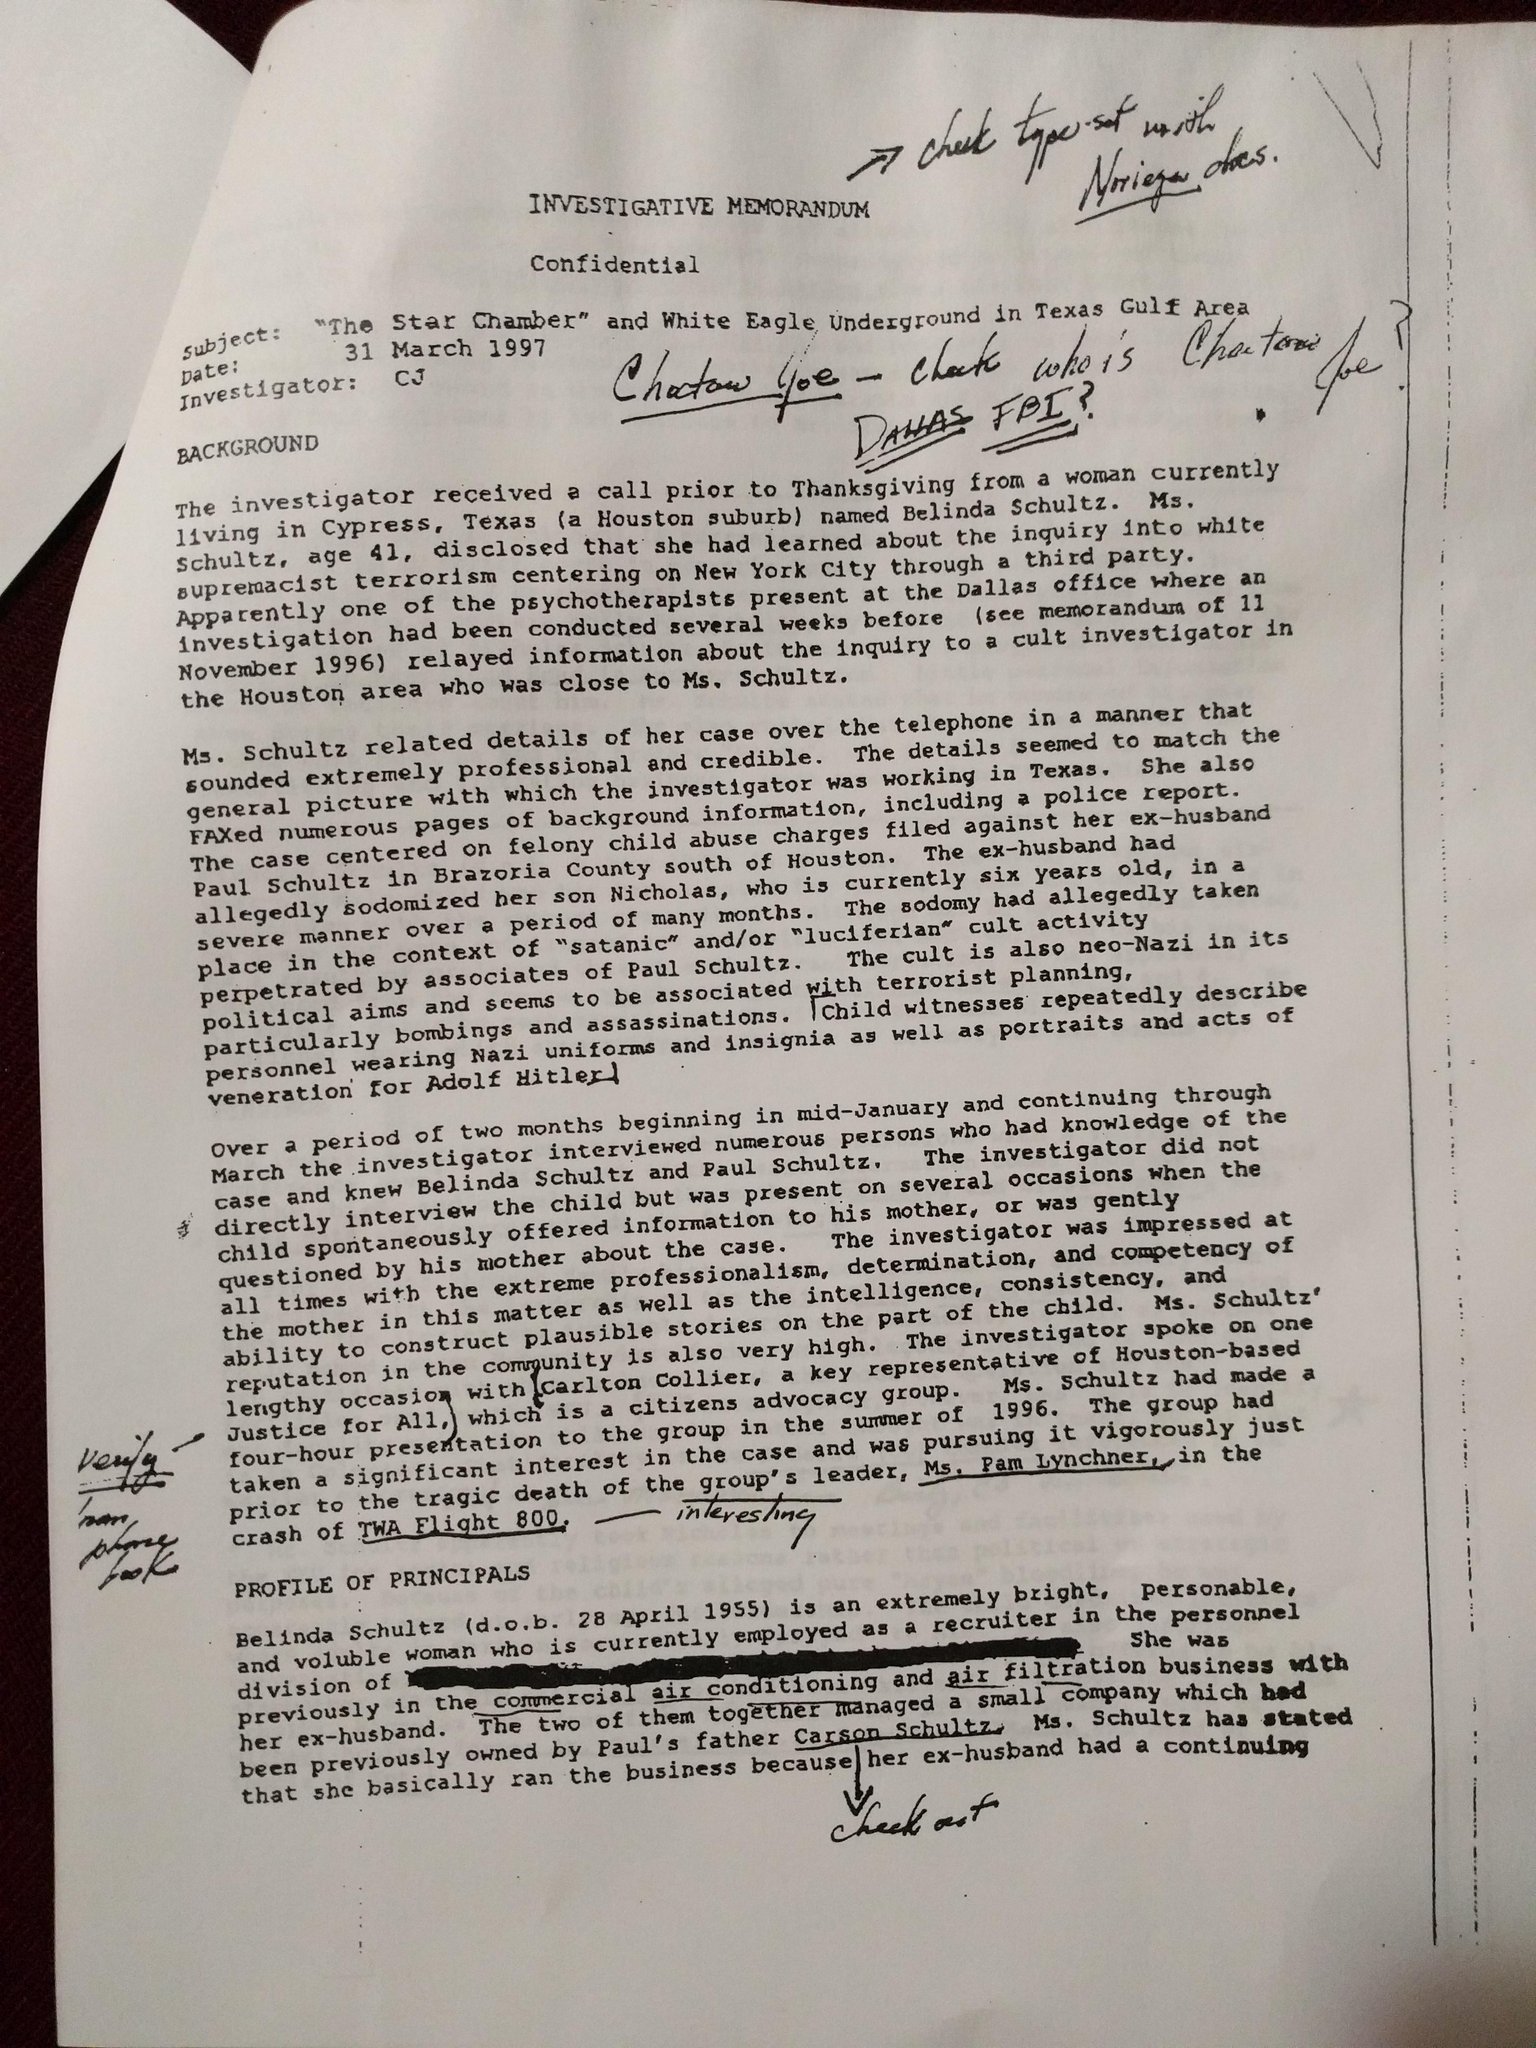 → check type-set with
Noriega docs.
INVESTIGATIVE MEMORANDUM
Confidential
Subject: "The Star Chamber" and White Eagle Underground in Texas Gulf Area
Date: 31 March 1997
Investigator: CJ
Choctaw Joe - check who is Choctaw Joe?
DALLAS FBI?
BACKGROUND
The investigator received a call prior to Thanksgiving from a woman currently
living in Cypress, Texas (a Houston suburb) named Belinda Schultz. Ms.
Schultz, age 41, disclosed that she had learned about the inquiry into white
supremacist terrorism centering on New York City through a third party.
Apparently one of the psychotherapists present at the Dallas office where an
investigation had been conducted several weeks before (see memorandum of 11
November 1996) relayed information about the inquiry to a cult investigator in
the Houston area who was close to Ms. Schultz.
Ms. Schultz related details of her case over the telephone in a manner that
sounded extremely professional and credible. The details seemed to match the
general picture with which the investigator was working in Texas. She also
FAXed numerous pages of background information, including a police report.
The case centered on felony child abuse charges filed against her ex-husband
Paul Schultz in Brazoria County south of Houston. The ex-husband had
allegedly sodomized her son Nicholas, who is currently six years old, in a
severe manner over a period of many months. The sodomy had allegedly taken
place in the context of "satanic" and/or "luciferian" cult activity
perpetrated by associates of Paul Schultz. The cult is also neo-Nazi in its
political aims and seems to be associated with terrorist planning,
particularly bombings and assassinations. Child witnesses repeatedly describe
personnel wearing Nazi uniforms and insignia as well as portraits and acts of
veneration for Adolf Hitler
Over a period of two months beginning in mid-January and continuing through
March the investigator interviewed numerous persons who had knowledge of the
case and knew Belinda Schultz and Paul Schultz. The investigator did not
directly interview the child but was present on several occasions when the
child spontaneously offered information to his mother, or was gently
questioned by his mother about the case. The investigator was impressed at
all times with the extreme professionalism, determination, and competency of
the mother in this matter as well as the intelligence, consistency, and
ability to construct plausible stories on the part of the child. Ms. Schultz'
reputation in the community is also very high. The investigator spoke on one
lengthy occasion with Carlton Collier, a key representative of Houston-based
Justice for All, which is a citizens advocacy group. Ms. Schultz had made a
four-hour presentation to the group in the summer of 1996. The group had
taken a significant interest in the case and was pursuing it vigorously just
prior to the tragic death of the group's leader, Ms. Pam Lynchner, in the
crash of TWA Flight 800. — interesting
verify
phone
book
PROFILE OF PRINCIPALS
Belinda Schultz (d.o.b. 28 April 1955) is an extremely bright, personable,
and voluble woman who is currently employed as a recruiter in the personnel
division of She was
previously in the commercial air conditioning and air filtration business with
her ex-husband. The two of them together managed a small company which had
been previously owned by Paul's father Carson Schultz. Ms. Schultz has stated
that she basically ran the business because her ex-husband had a continuing
check out